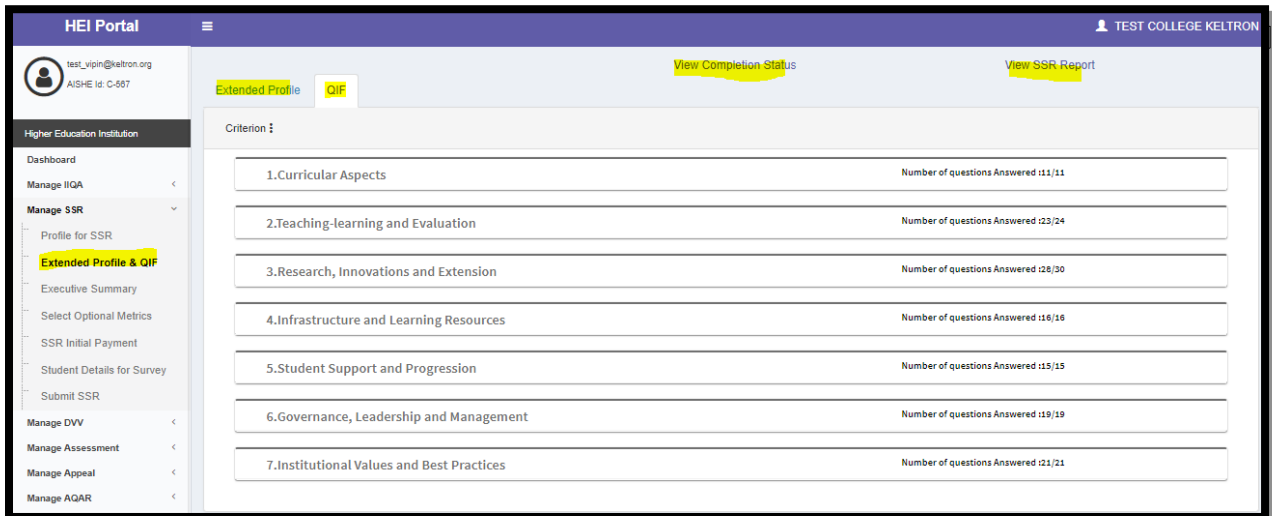 HEI Portal
TEST COLLEGE KELTRON
test_vipin@keltron.org
AISHE Id: C-567
Higher Education Institution
Dashboard
Manage IIQA
Manage SSR
Profile for SSR
Extended Profile & QIF
Executive Summary
Select Optional Metrics
SSR Initial Payment
Student Details for Survey
Submit SSR
Manage DVV
Manage Assessment
Manage Appeal
Manage AQAR
View Completion Status
View SSR Report
Extended Profile
QIF
Criterion
1.Curricular Aspects
Number of questions Answered :11/11
2.Teaching-learning and Evaluation
Number of questions Answered :23/24
3.Research, Innovations and Extension
Number of questions Answered :28/30
4.Infrastructure and Learning Resources
Number of questions Answered :16/16
5.Student Support and Progression
Number of questions Answered :15/15
6.Governance, Leadership and Management
Number of questions Answered :19/19
7.Institutional Values and Best Practices
Number of questions Answered :21/21